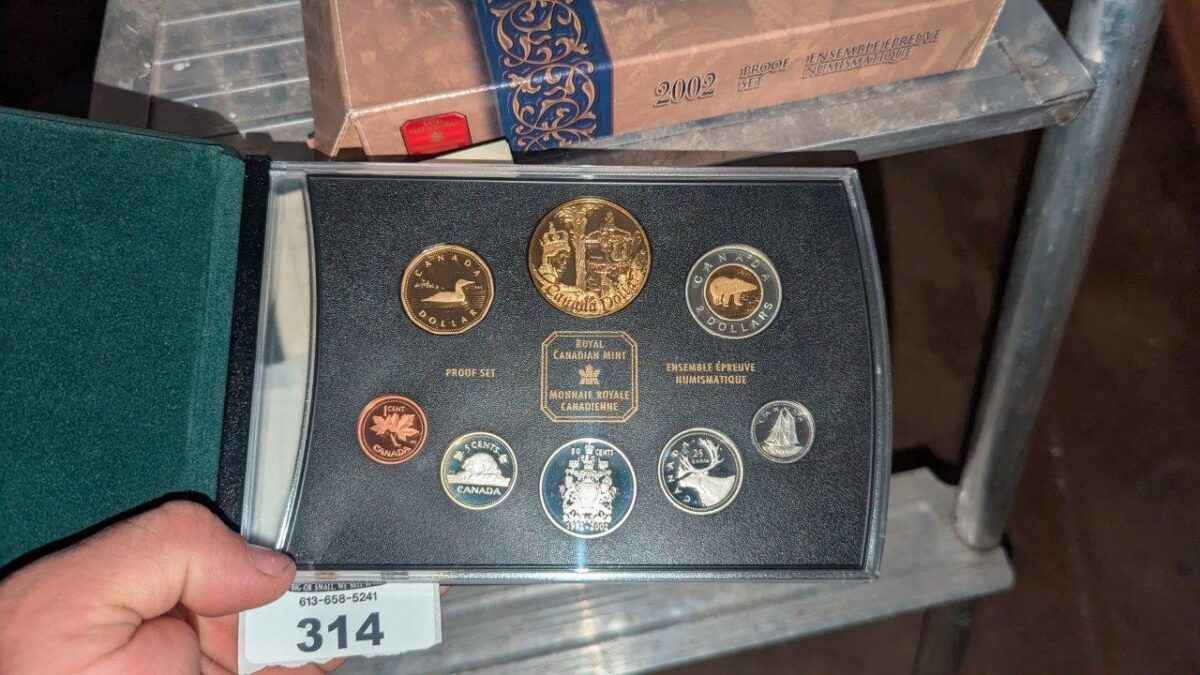 2002
PROOF
SET
ENSEMBLE ÉPREUVE
NUMISMATIQUE
CANADA
DOLLAR
Canada Dollar
CANADA
2 DOLLARS
ROYAL
CANADIAN MINT
MONNAIE ROYALE
CANADIENNE
PROOF SET
ENSEMBLE ÉPREUVE
NUMISMATIQUE
1 CENT
CANADA
5 CENTS
CANADA
50 CENTS
1952-2002
25
CANADA
CANADA
613-658-5241
314